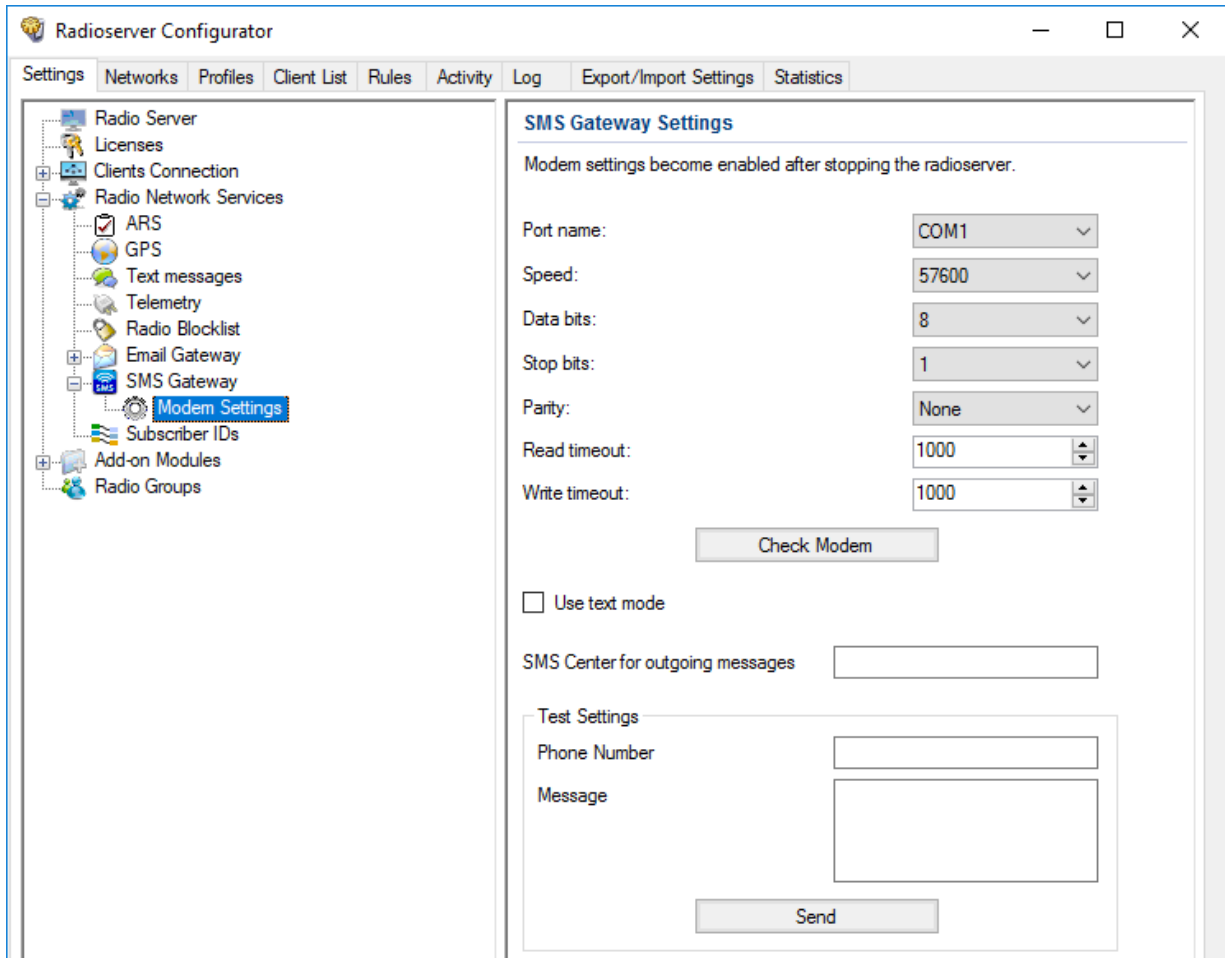 Radioserver Configurator
Settings Networks Profiles Client List Rules Activity Log Export/Import Settings Statistics
Radio Server
Licenses
Clients Connection
Radio Network Services
ARS
GPS
Text messages
Telemetry
Radio Blocklist
Email Gateway
SMS
SMS Gateway
Modem Settings
Subscriber IDs
Add-on Modules
Radio Groups
SMS Gateway Settings
Modem settings become enabled after stopping the radioserver.
Port name: COM1
Speed: 57600
Data bits: 8
Stop bits: 1
Parity: None
Read timeout: 1000
Write timeout: 1000
Check Modem
Use text mode
SMS Center for outgoing messages
Test Settings
Phone Number
Message
Send